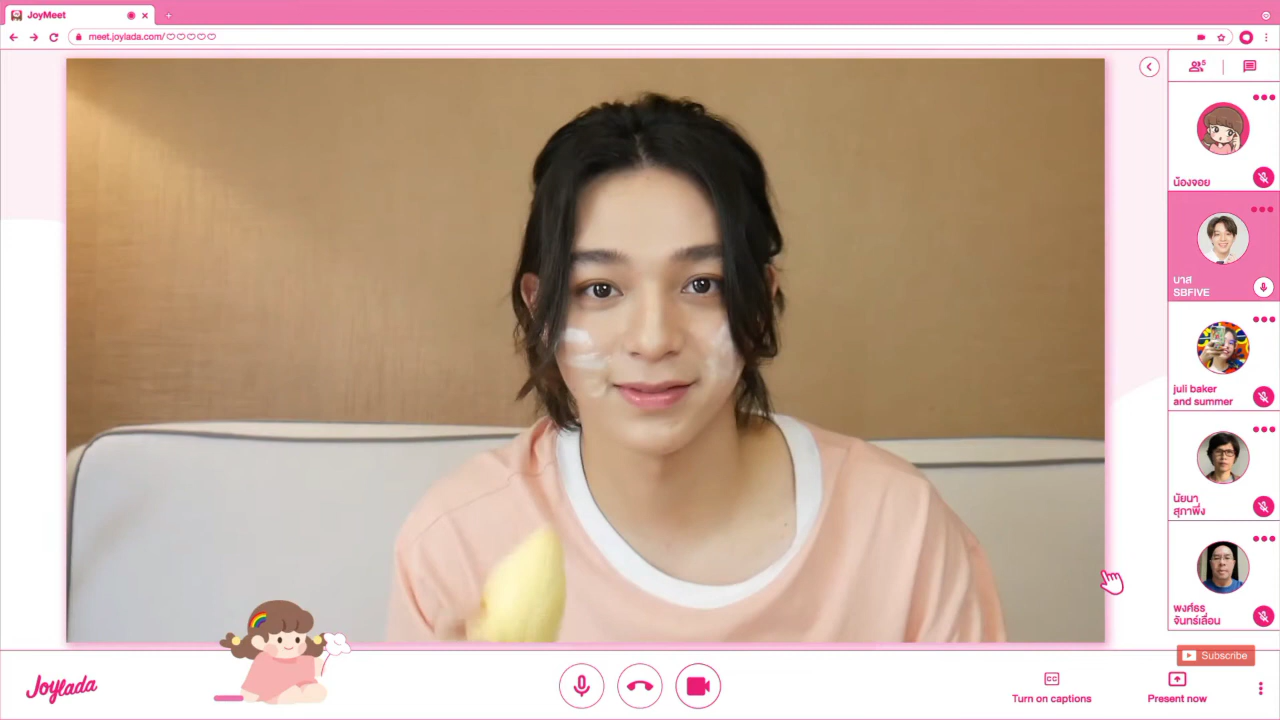 JoyMeet
meet.joylada.com/♡♡♡♡♡
5
น้องจอย
บาส
SBFIVE
juli baker
and summer
นัยนา
สุภาพึ่ง
พงศ์ธร
จันทร์เลื่อน
Subscribe
Joylada
CC
Turn on captions
Present now